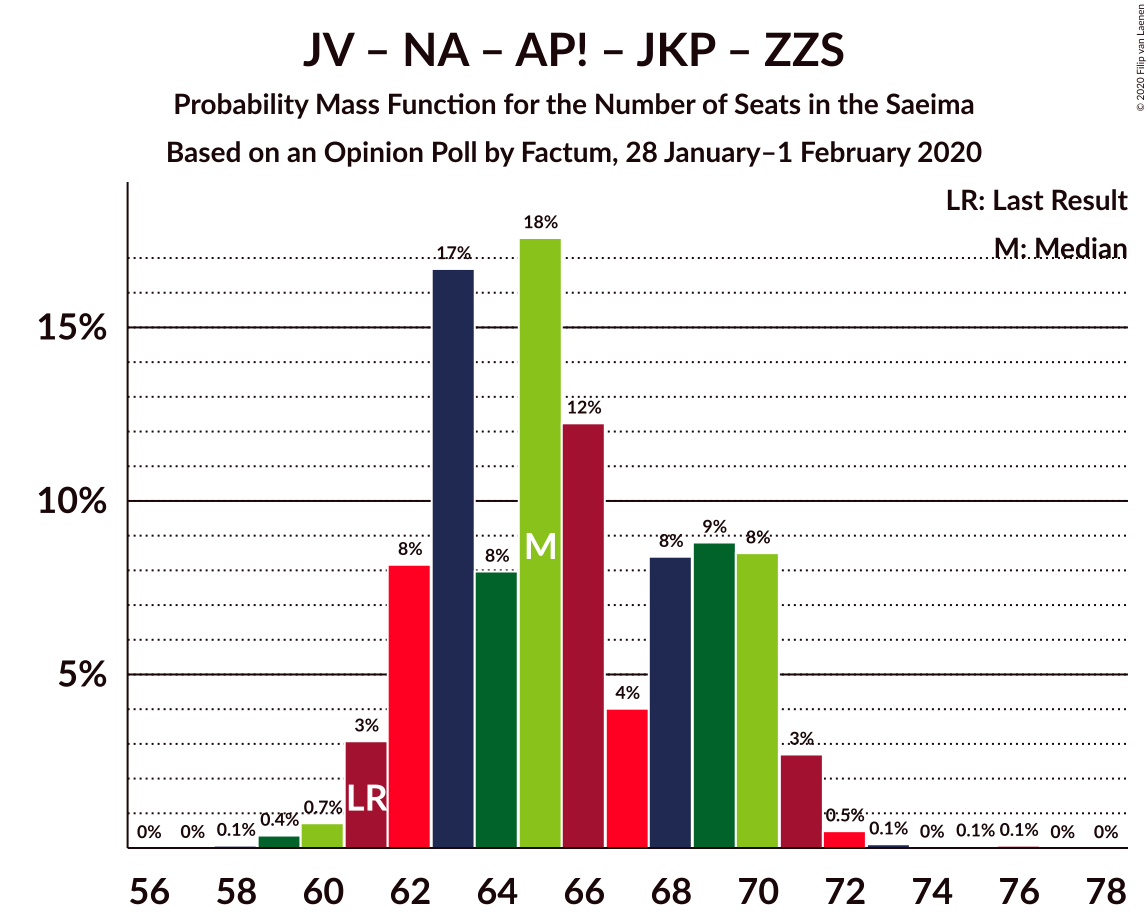 JV – NA – AP! – JKP – ZZS
Probability Mass Function for the Number of Seats in the Saeima
Based on an Opinion Poll by Factum, 28 January–1 February 2020
© 2020 Filip van Laenen
LR: Last Result
M: Median
15%
10%
5%
0%
0%
0.1%
0.4%
0.7%
3%
8%
17%
8%
18%
12%
4%
8%
9%
8%
3%
0.5%
0.1%
0%
0.1%
0.1%
0%
0%
LR
M
56 58 60 62 64 66 68 70 72 74 76 78